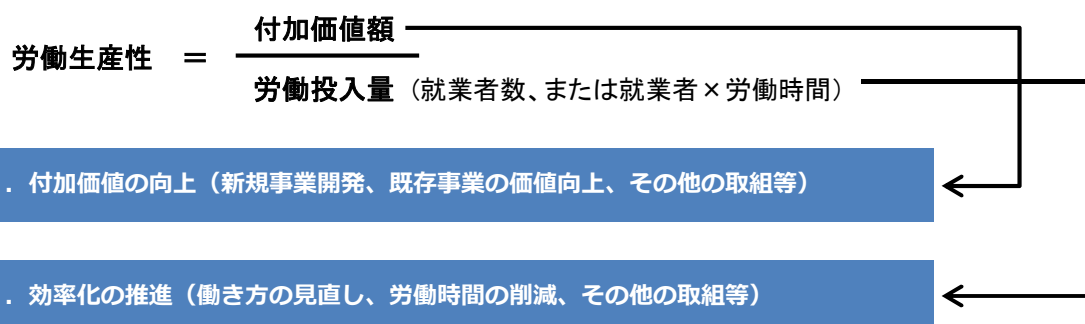 付加価値額
労働生産性 ＝
労働投入量（就業者数、または就業者×労働時間）
．付加価値の向上（新規事業開発、既存事業の価値向上、その他の取組等）
．効率化の推進（働き方の見直し、労働時間の削減、その他の取組等）